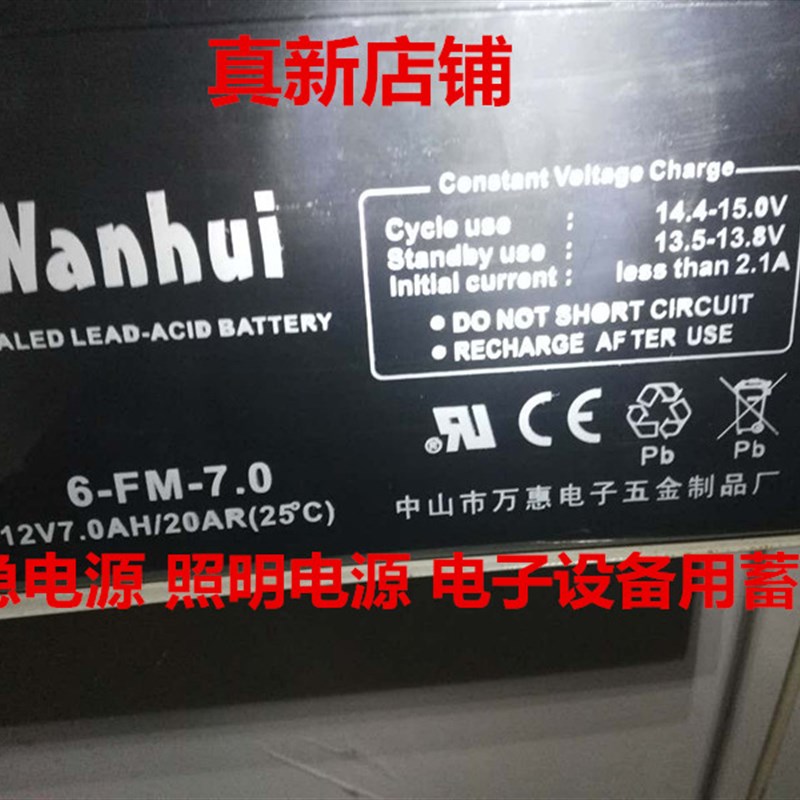 真新店铺
Wanhui
ALED LEAD-ACID BATTERY
Constant Voltage Charge
Cycle use : 14.4-15.0V
Standby use : 13.5-13.8V
Initial current : less than 2.1A
• DO NOT SHORT CIRCUIT
• RECHARGE AFTER USE
CE
Pb
Pb
6-FM-7.0
12V7.0AH/20AR(25°C)
中山市万惠电子五金制品厂
急电源 照明电源 电子设备用蓄